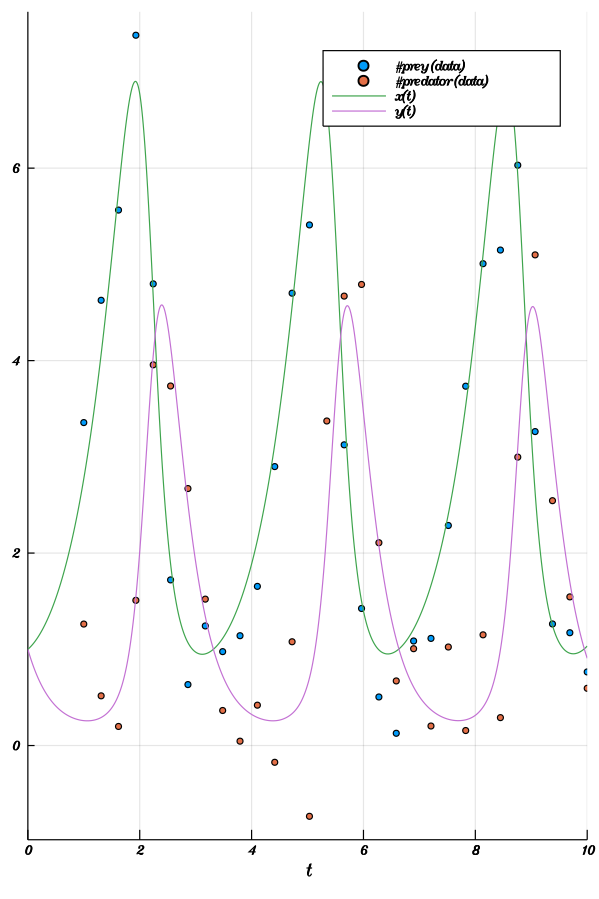 #prey (data)
#predator (data)
x(t)
y(t)
6
4
2
0
0 2 4 6 8 10
t